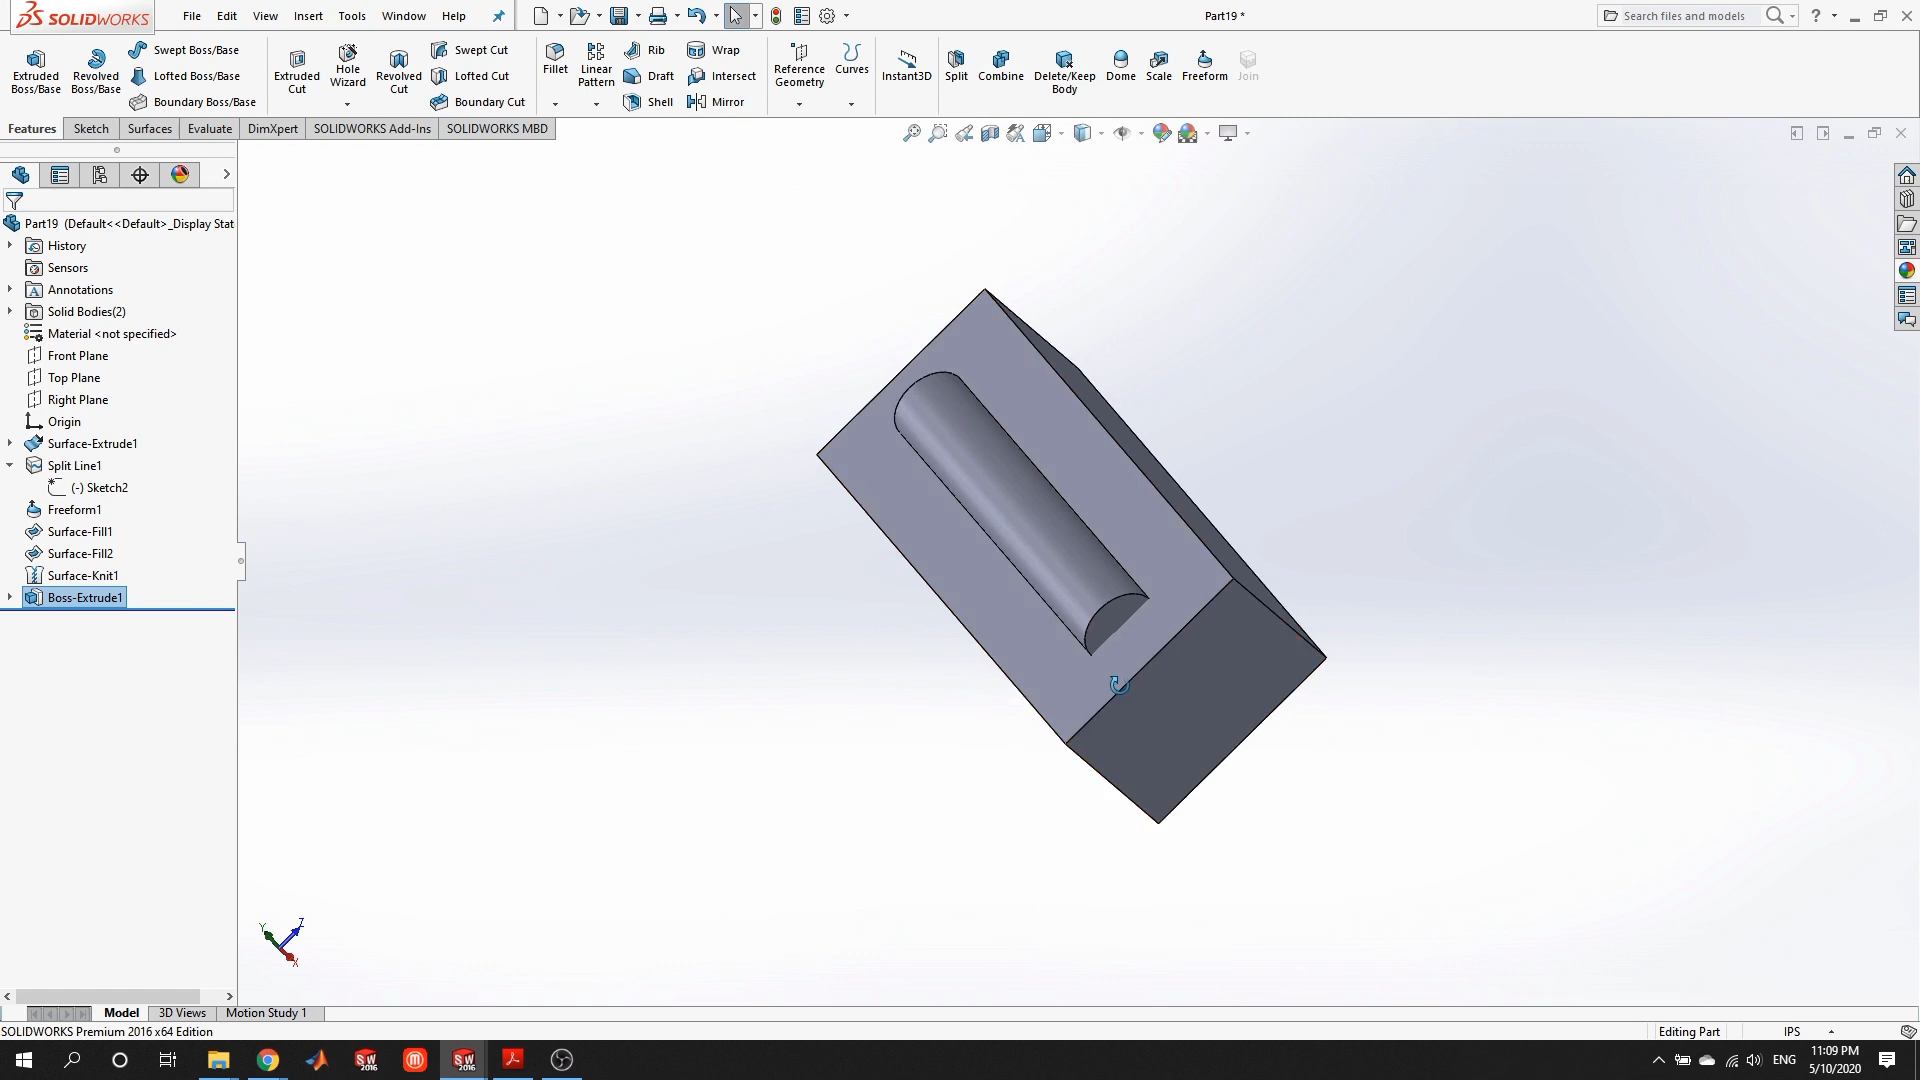 SOLIDWORKS File Edit View Insert Tools Window Help Part19 * Search files and models
Extruded Boss/Base
Revolved Boss/Base
Swept Boss/Base
Lofted Boss/Base
Boundary Boss/Base
Extruded Cut
Hole Wizard
Revolved Cut
Swept Cut
Lofted Cut
Boundary Cut
Fillet
Linear Pattern
Rib
Draft
Shell
Wrap
Intersect
Mirror
Reference Geometry
Curves
Instant3D
Split
Combine
Delete/Keep Body
Dome
Scale
Freeform
Join
Features Sketch Surfaces Evaluate DimXpert SOLIDWORKS Add-Ins SOLIDWORKS MBD
Part19 (Default<<Default>_Display Stat
History
Sensors
Annotations
Solid Bodies(2)
Material <not specified>
Front Plane
Top Plane
Right Plane
Origin
Surface-Extrude1
Split Line1
(-) Sketch2
Freeform1
Surface-Fill1
Surface-Fill2
Surface-Knit1
Boss-Extrude1
Y Z
X
Model 3D Views Motion Study 1
SOLIDWORKS Premium 2016 x64 Edition Editing Part IPS
SW 2016 SW 2016 ENG 11:09 PM
5/10/2020